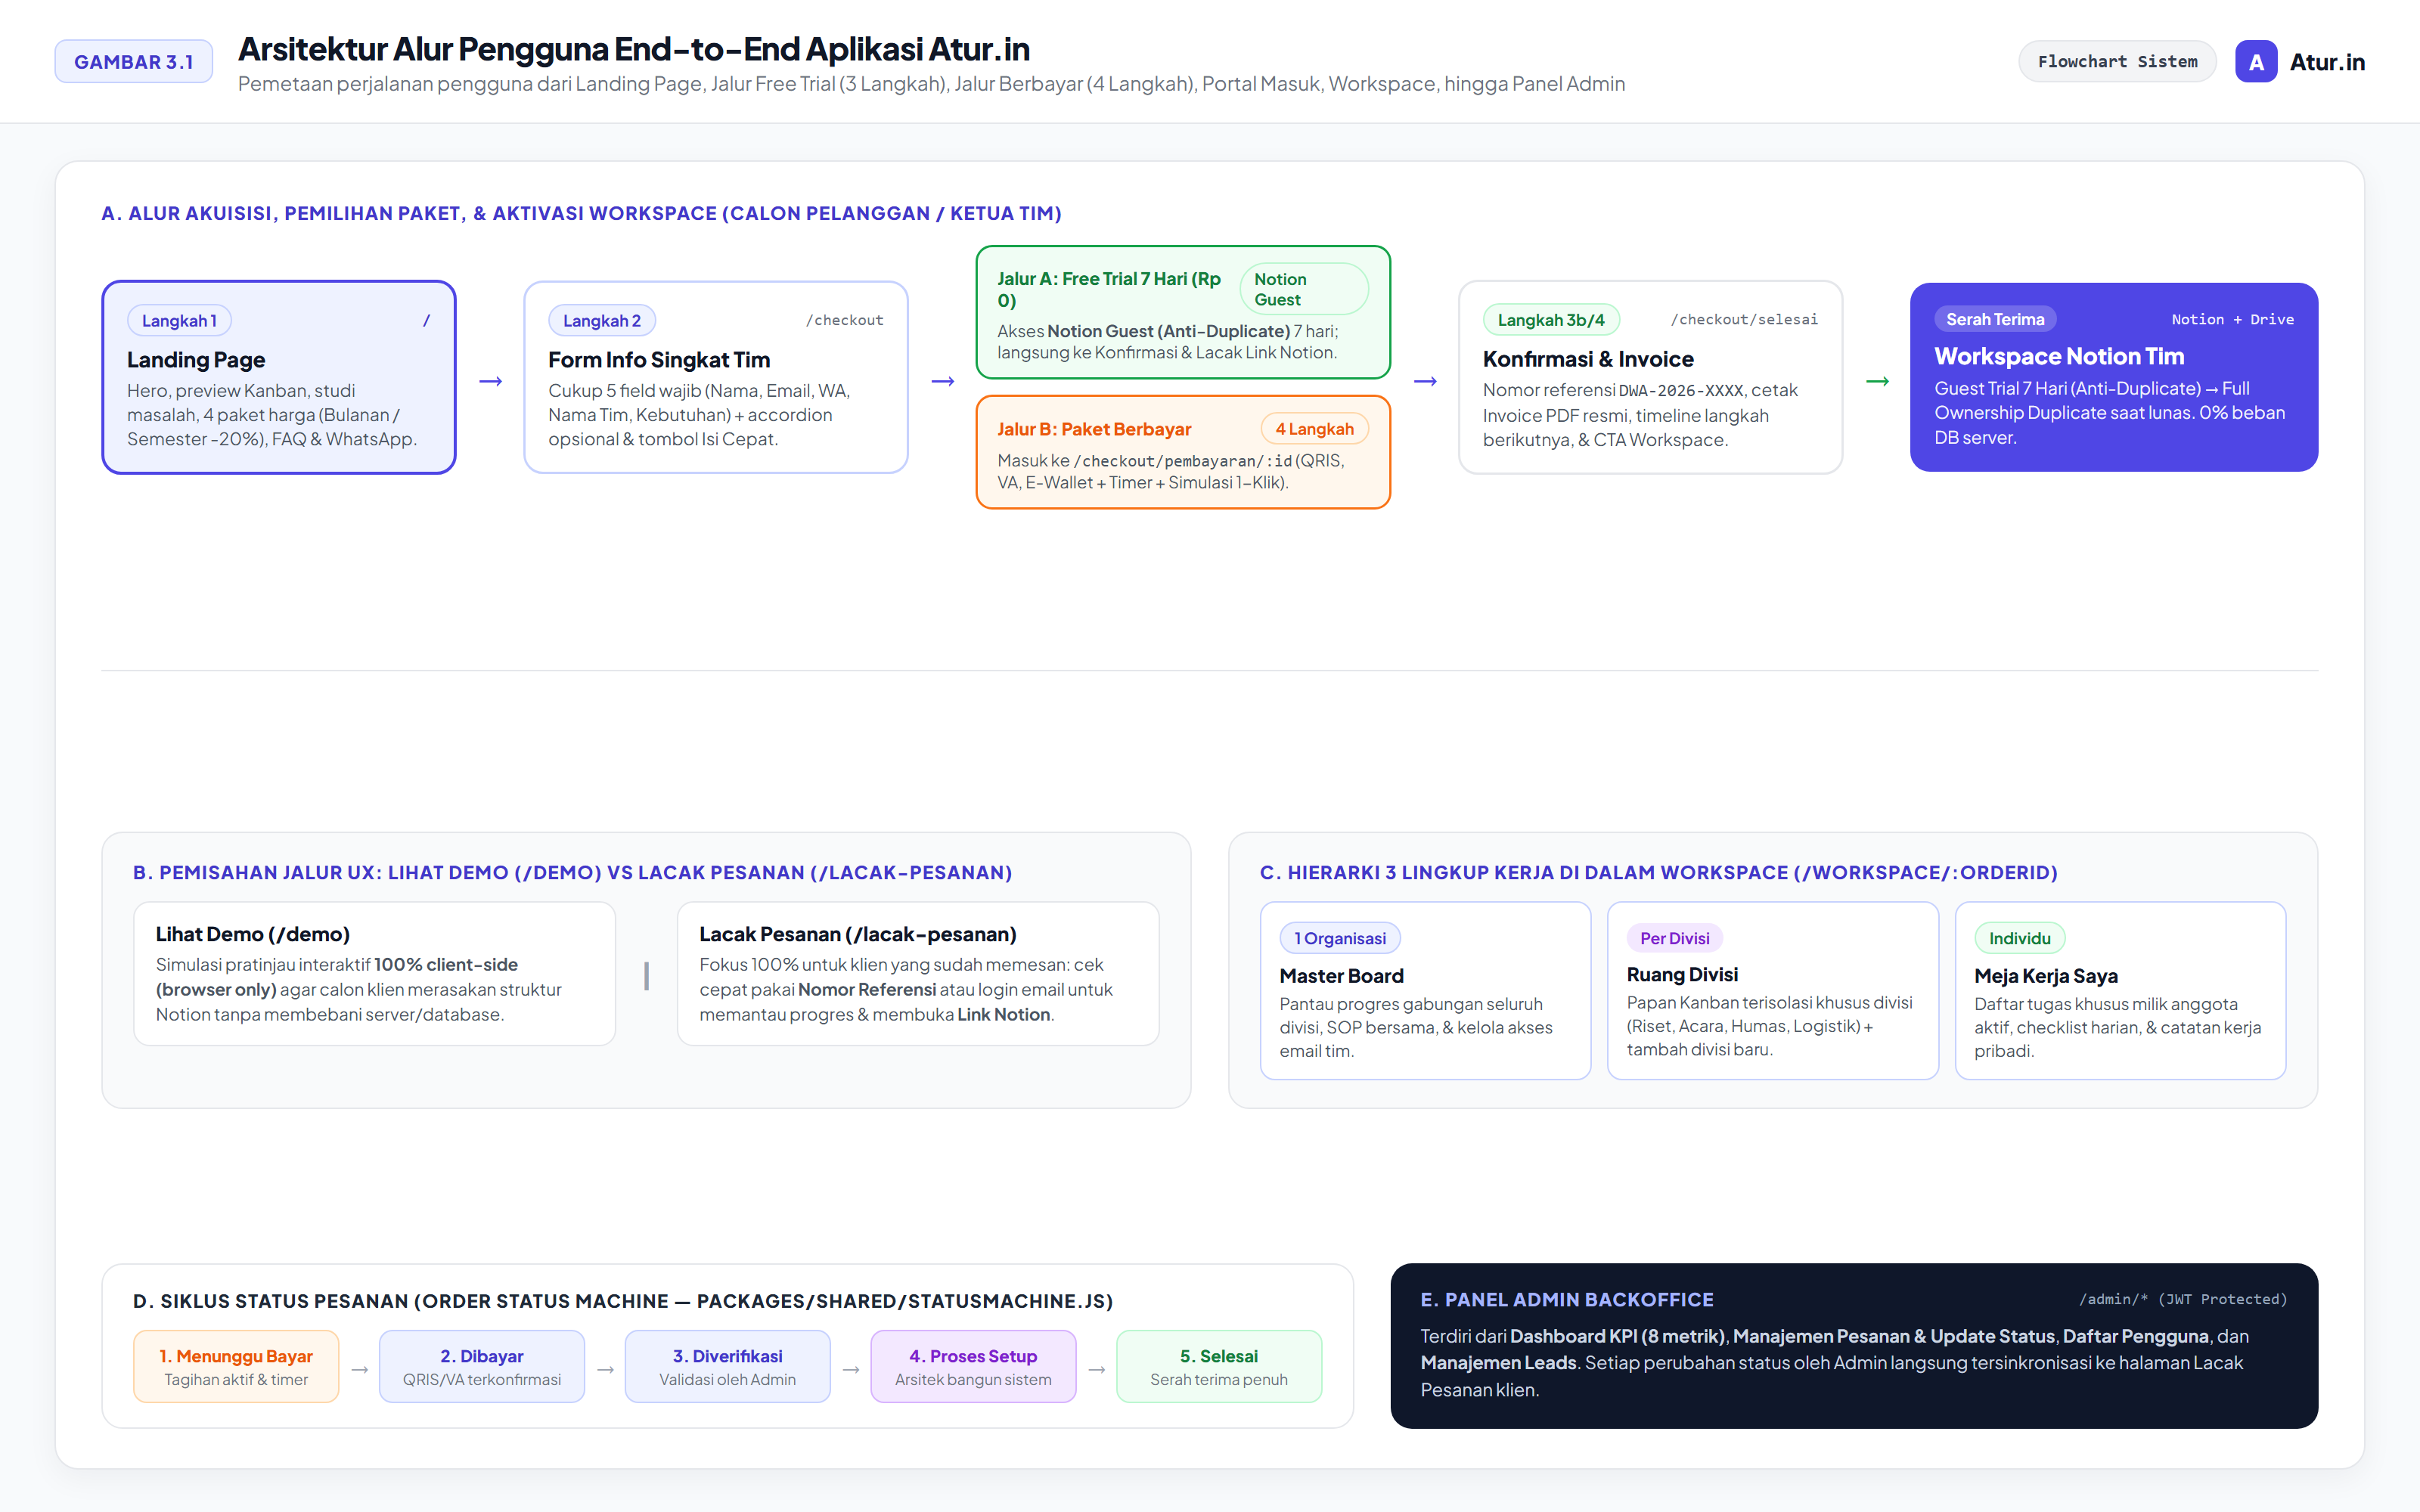 GAMBAR 3.1
Arsitektur Alur Pengguna End-to-End Aplikasi Atur.in
Pemetaan perjalanan pengguna dari Landing Page, Jalur Free Trial (3 Langkah), Jalur Berbayar (4 Langkah), Portal Masuk, Workspace, hingga Panel Admin
Flowchart Sistem
A
Atur.in
A. ALUR AKUISISI, PEMILIHAN PAKET, & AKTIVASI WORKSPACE (CALON PELANGGAN / KETUA TIM)
Langkah 1
/
Landing Page
Hero, preview Kanban, studi
masalah, 4 paket harga (Bulanan /
Semester -20%), FAQ & WhatsApp.
→
Langkah 2
/checkout
Form Info Singkat Tim
Cukup 5 field wajib (Nama, Email, WA,
Nama Tim, Kebutuhan) + accordion
opsional & tombol Isi Cepat.
→
Jalur A: Free Trial 7 Hari (Rp
0)
Notion
Guest
Akses Notion Guest (Anti-Duplicate) 7 hari;
langsung ke Konfirmasi & Lacak Link Notion.
Jalur B: Paket Berbayar
4 Langkah
Masuk ke /checkout/pembayaran/:id (QRIS,
VA, E-Wallet + Timer + Simulasi 1-Klik).
→
Langkah 3b/4
/checkout/selesai
Konfirmasi & Invoice
Nomor referensi DWA-2026-XXXX, cetak
Invoice PDF resmi, timeline langkah
berikutnya, & CTA Workspace.
→
Serah Terima
Notion + Drive
Workspace Notion Tim
Guest Trial 7 Hari (Anti-Duplicate) → Full
Ownership Duplicate saat lunas. 0% beban
DB server.
B. PEMISAHAN JALUR UX: LIHAT DEMO (/DEMO) VS LACAK PESANAN (/LACAK-PESANAN)
Lihat Demo (/demo)
Simulasi pratinjau interaktif 100% client-side
(browser only) agar calon klien merasakan struktur
Notion tanpa membebani server/database.
|
Lacak Pesanan (/lacak-pesanan)
Fokus 100% untuk klien yang sudah memesan: cek
cepat pakai Nomor Referensi atau login email untuk
memantau progres & membuka Link Notion.
C. HIERARKI 3 LINGKUP KERJA DI DALAM WORKSPACE (/WORKSPACE/:ORDERID)
1 Organisasi
Master Board
Pantau progres gabungan seluruh
divisi, SOP bersama, & kelola akses
email tim.
Per Divisi
Ruang Divisi
Papan Kanban terisolasi khusus divisi
(Riset, Acara, Humas, Logistik) +
tambah divisi baru.
Individu
Meja Kerja Saya
Daftar tugas khusus milik anggota
aktif, checklist harian, & catatan kerja
pribadi.
D. SIKLUS STATUS PESANAN (ORDER STATUS MACHINE — PACKAGES/SHARED/STATUSMACHINE.JS)
1. Menunggu Bayar
Tagihan aktif & timer
→
2. Dibayar
QRIS/VA terkonfirmasi
→
3. Diverifikasi
Validasi oleh Admin
→
4. Proses Setup
Arsitek bangun sistem
→
5. Selesai
Serah terima penuh
E. PANEL ADMIN BACKOFFICE
/admin/* (JWT Protected)
Terdiri dari Dashboard KPI (8 metrik), Manajemen Pesanan & Update Status, Daftar Pengguna, dan
Manajemen Leads. Setiap perubahan status oleh Admin langsung tersinkronisasi ke halaman Lacak
Pesanan klien.